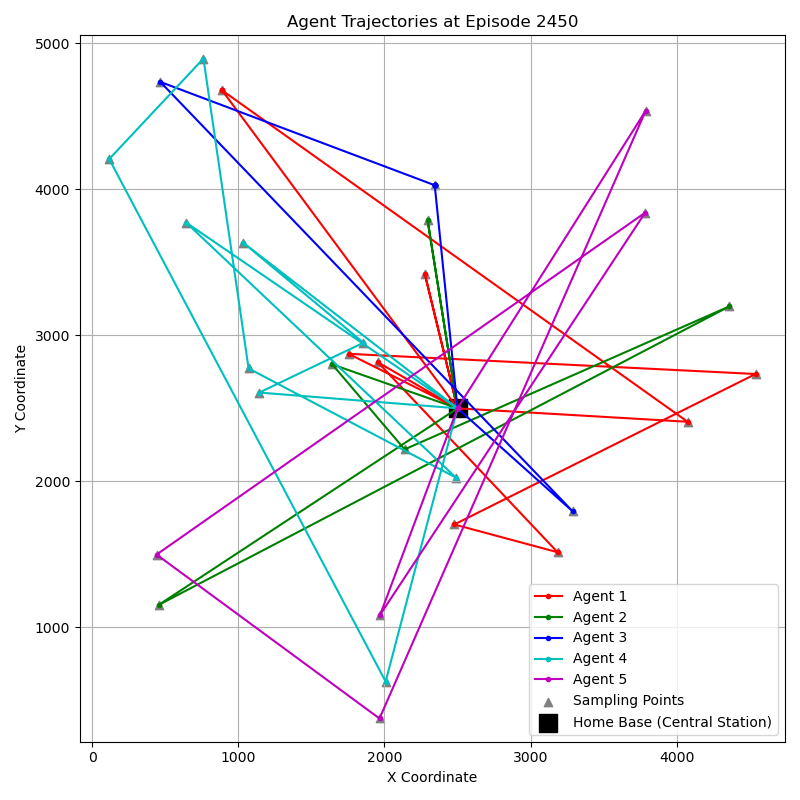 Agent Trajectories at Episode 2450
5000
4000
3000
2000
1000
Y Coordinate
0
1000
2000
3000
4000
X Coordinate
Agent 1
Agent 2
Agent 3
Agent 4
Agent 5
Sampling Points
Home Base (Central Station)